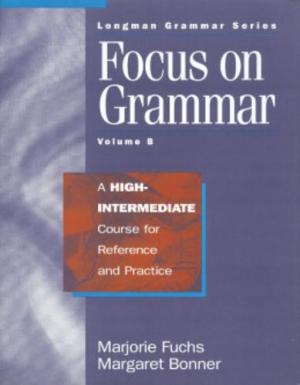 Longman Grammar Series
Focus on
Grammar
Volume B
A HIGH-
INTERMEDIATE
Course for
Reference
and Practice
Marjorie Fuchs
Margaret Bonner